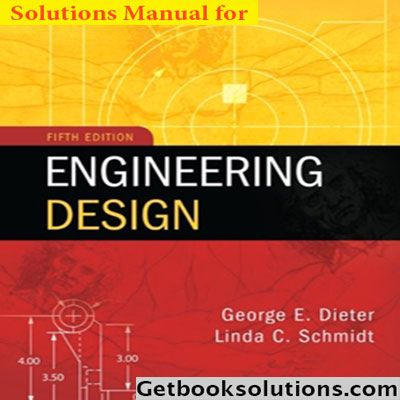 Solutions Manual for
FIFTH EDITION
ENGINEERING
DESIGN
George E. Dieter
Linda C. Schmidt
4.00
3.50
3.00
Getbooksolutions.com